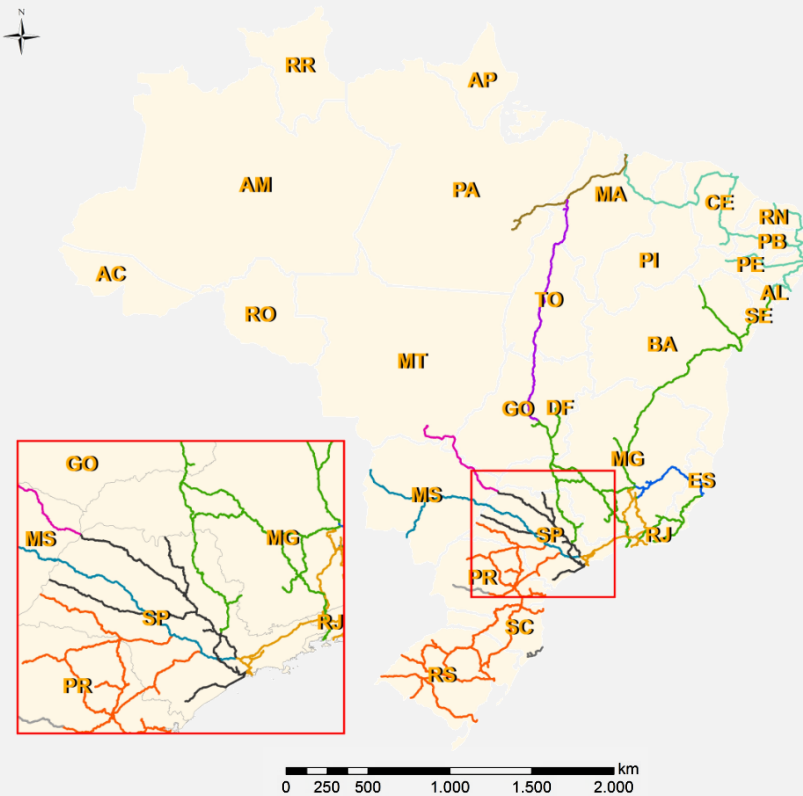 N
RR
AP
AM
PA
MA
CE
RN
PB
PE
AL
SE
PI
AC
RO
TO
BA
MT
GO
DF
MG
ES
MS
SP
RJ
PR
SC
RS
GO
MG
MS
SP
RJ
PR
km
0 250 500 1.000 1.500 2.000